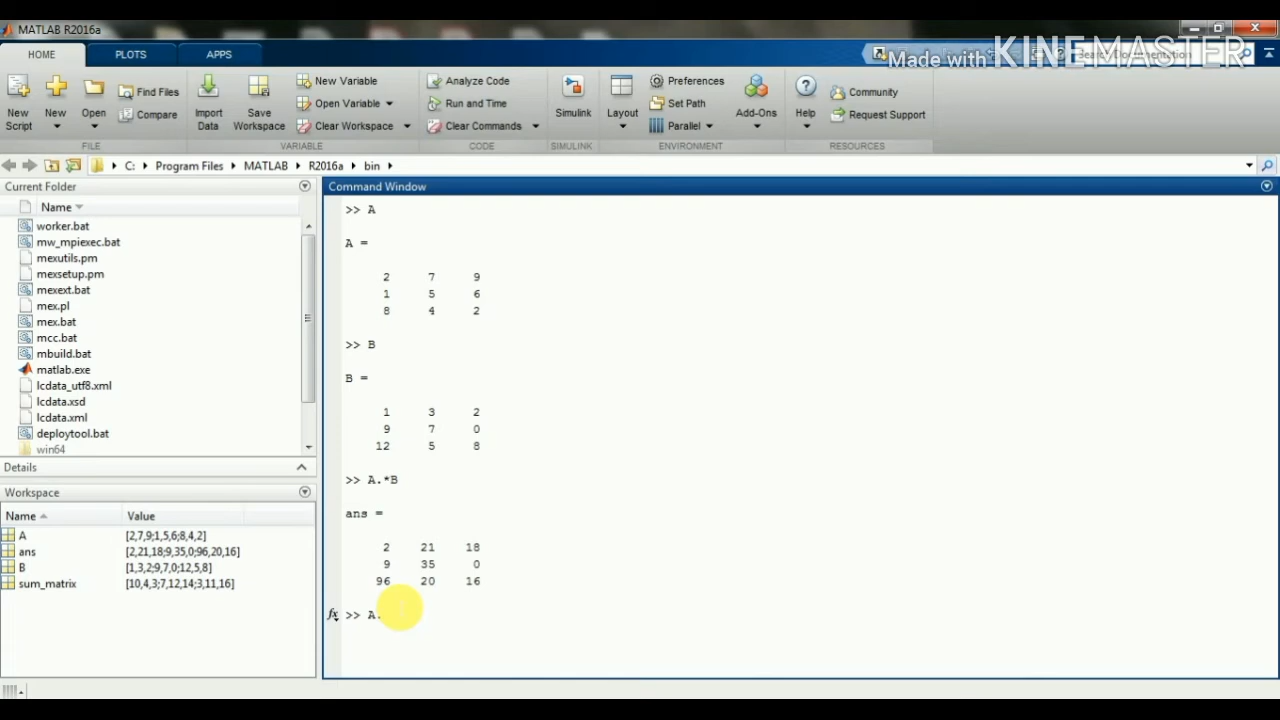 MATLAB R2016a
HOME PLOTS APPS
Made with KINEMASTER
New Script
New
Open
Find Files
Compare
Import Data
Save Workspace
New Variable
Open Variable
Clear Workspace
Analyze Code
Run and Time
Clear Commands
Simulink
Layout
Preferences
Set Path
Parallel
Add-Ons
Help
Community
Request Support
FILE VARIABLE CODE SIMULINK ENVIRONMENT RESOURCES
C: Program Files MATLAB R2016a bin
Current Folder
Name
worker.bat
mw_mpiexec.bat
mexutils.pm
mexsetup.pm
mexext.bat
mex.pl
mex.bat
mcc.bat
mbuild.bat
matlab.exe
lcdata_utf8.xml
lcdata.xsd
lcdata.xml
deploytool.bat
win64
Details
Workspace
Name Value
A [2,7,9;1,5,6;8,4,2]
ans [2,21,18;9,35,0;96,20,16]
B [1,3,2;9,7,0;12,5,8]
sum_matrix [10,4,3;7,12,14;3,11,16]
Command Window
>> A
A =
2 7 9
1 5 6
8 4 2
>> B
B =
1 3 2
9 7 0
12 5 8
>> A.*B
ans =
2 21 18
9 35 0
96 20 16
fx >> A.